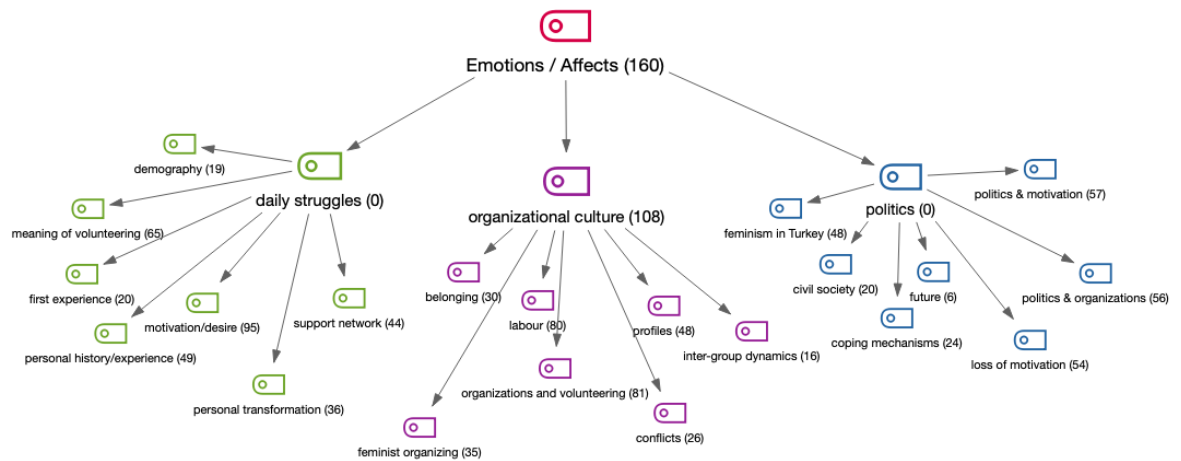 Emotions / Affects (160)
demography (19)
daily struggles (0)
meaning of volunteering (65)
first experience (20)
motivation/desire (95)
support network (44)
personal history/experience (49)
personal transformation (36)
organizational culture (108)
belonging (30)
labour (80)
profiles (48)
inter-group dynamics (16)
organizations and volunteering (81)
conflicts (26)
feminist organizing (35)
politics & motivation (57)
politics (0)
feminism in Turkey (48)
civil society (20)
future (6)
politics & organizations (56)
coping mechanisms (24)
loss of motivation (54)